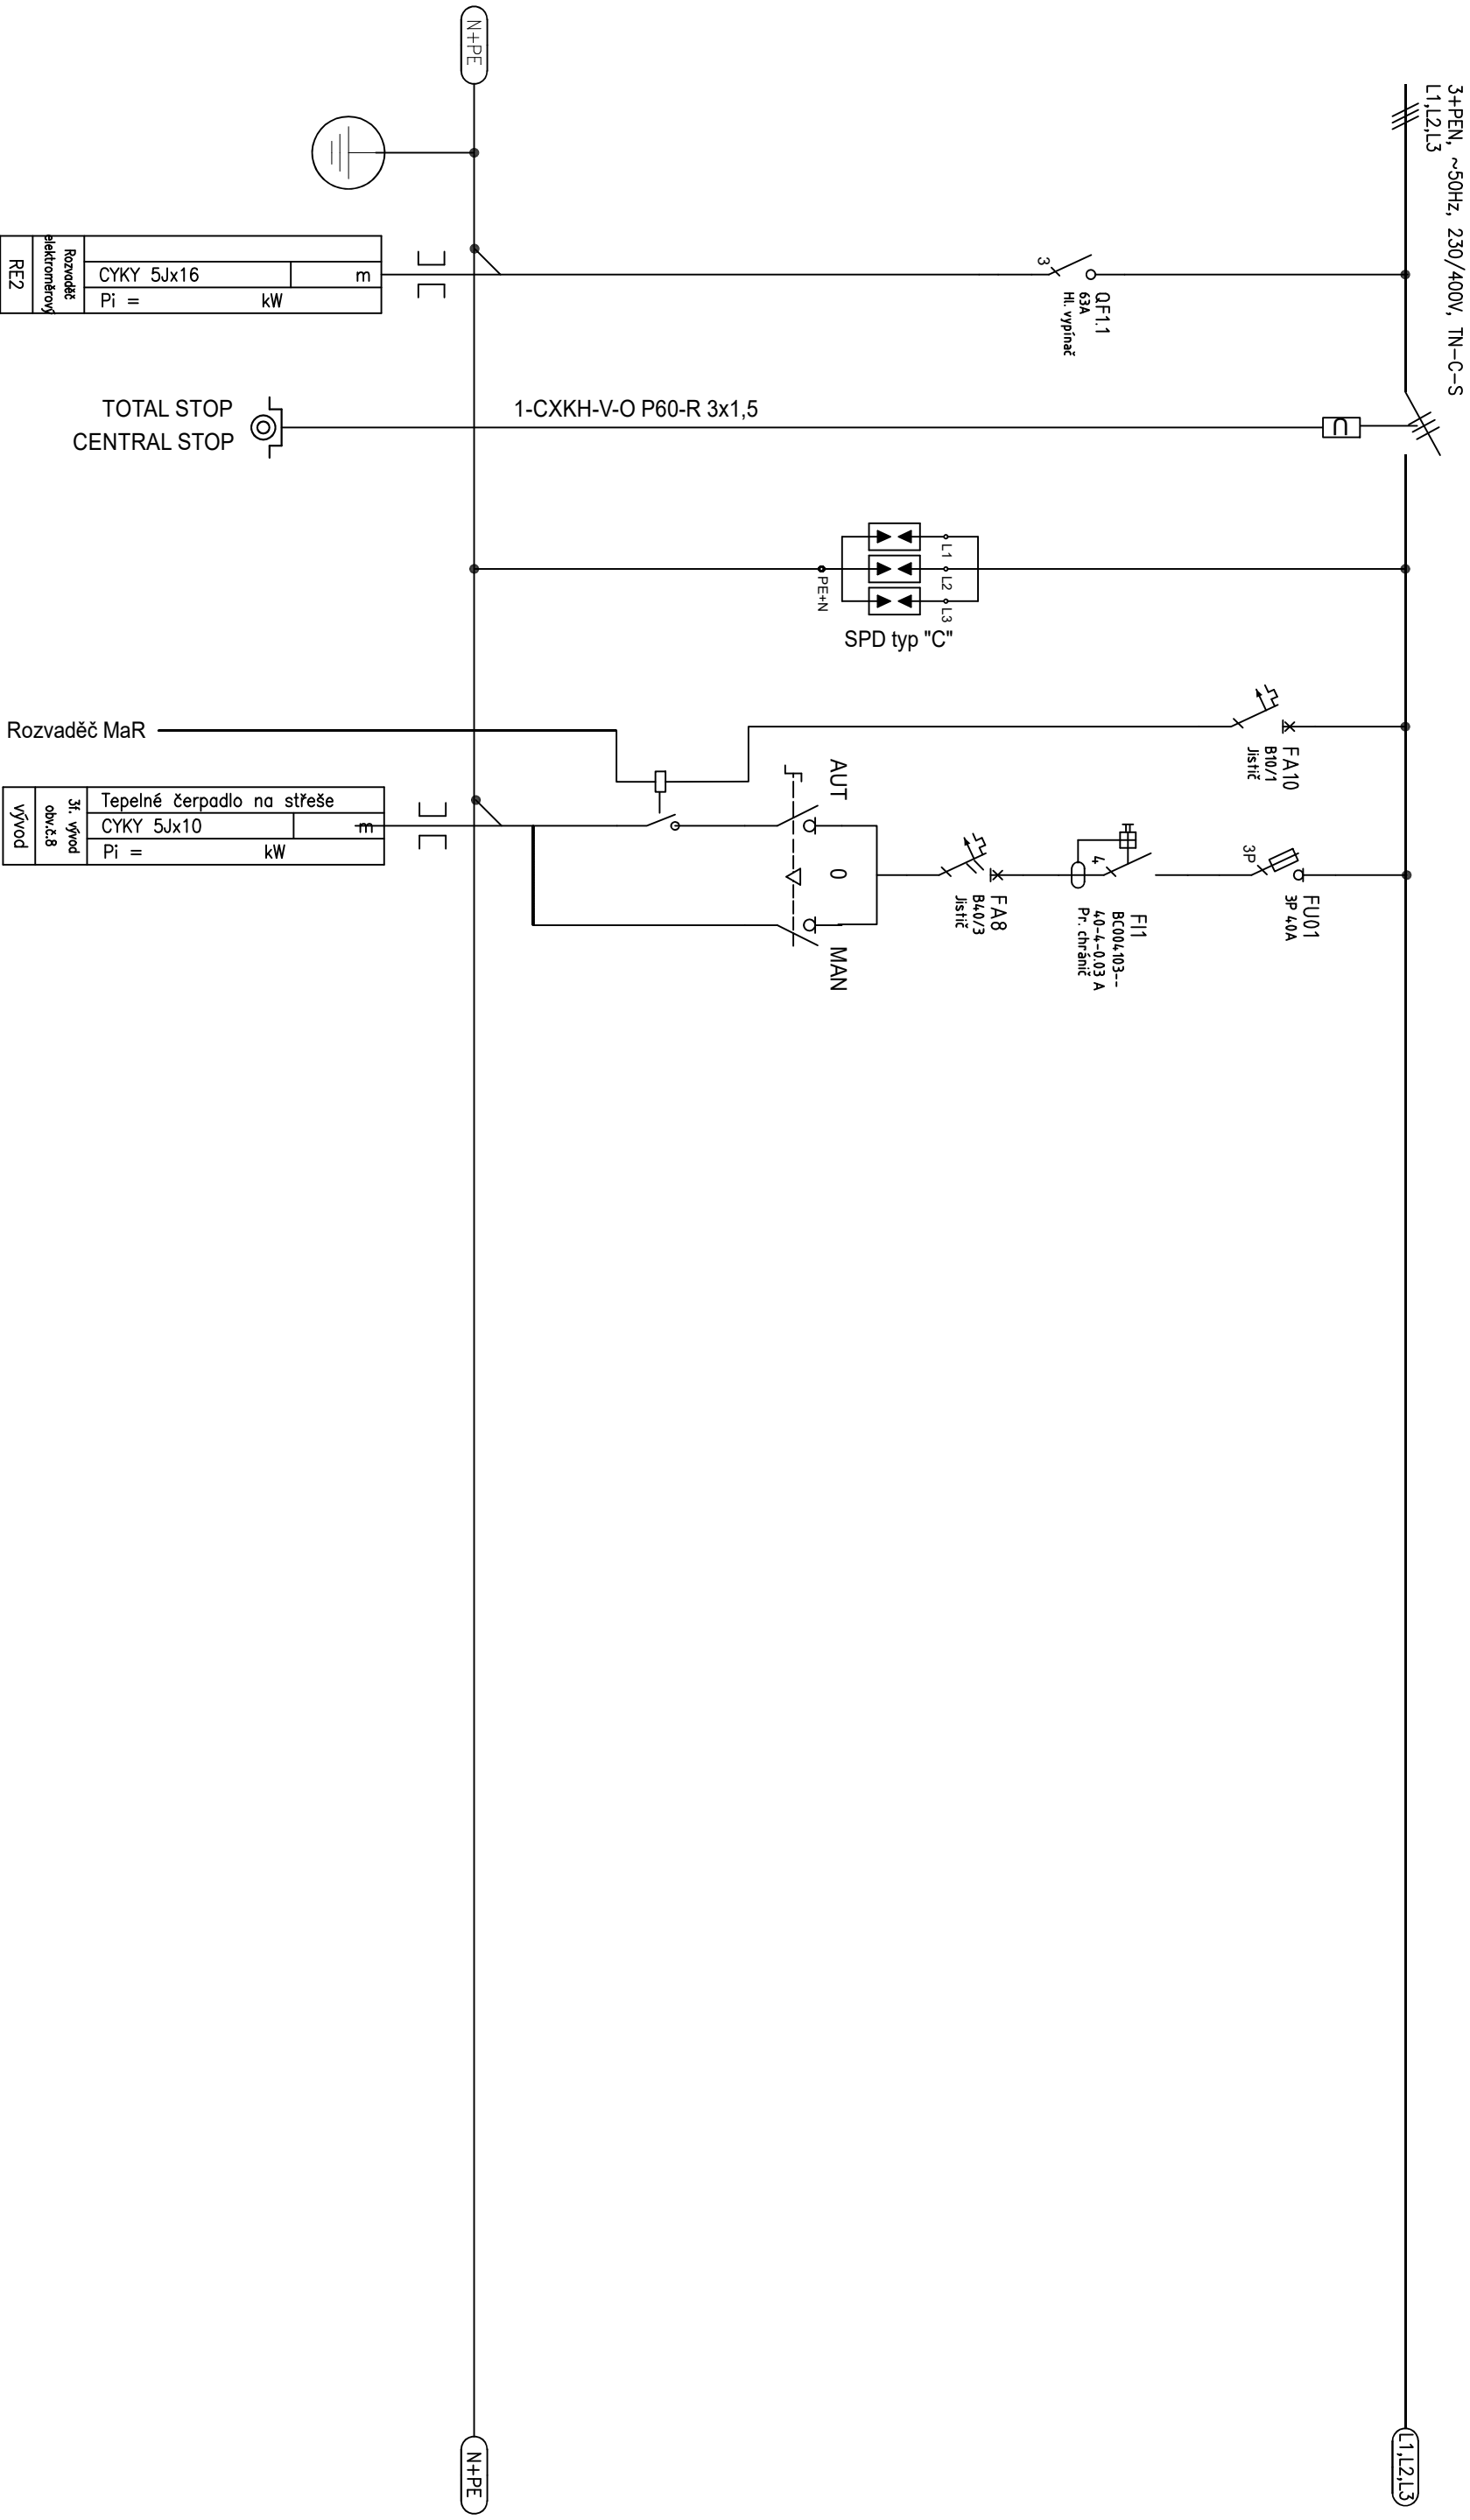 3+PEN, ~50Hz, 230/400V, TN-C-S
L1,L2,L3
N+PE
QF1.1
63A
Hl. vypínač
3
CYKY 5Jx16 m
Pi = kW
Rozvaděč
elektroměrový
RE2
TOTAL STOP
CENTRAL STOP
1-CXKH-V-O P60-R 3x1,5
L1
L2
L3
PE+N
SPD typ "C"
FA10
B10/1
Jistič
Rozvaděč MaR
AUT
0
MAN
FU01
3P 40A
3P
FI1
BC004103--
40-4-0.03 A
Pr. chránič
4
FA8
B40/3
Jistič
Tepelné čerpadlo na střeše
CYKY 5Jx10 m
Pi = kW
3f. vývod
obv.č.8
vývod
N+PE
L1,L2,L3